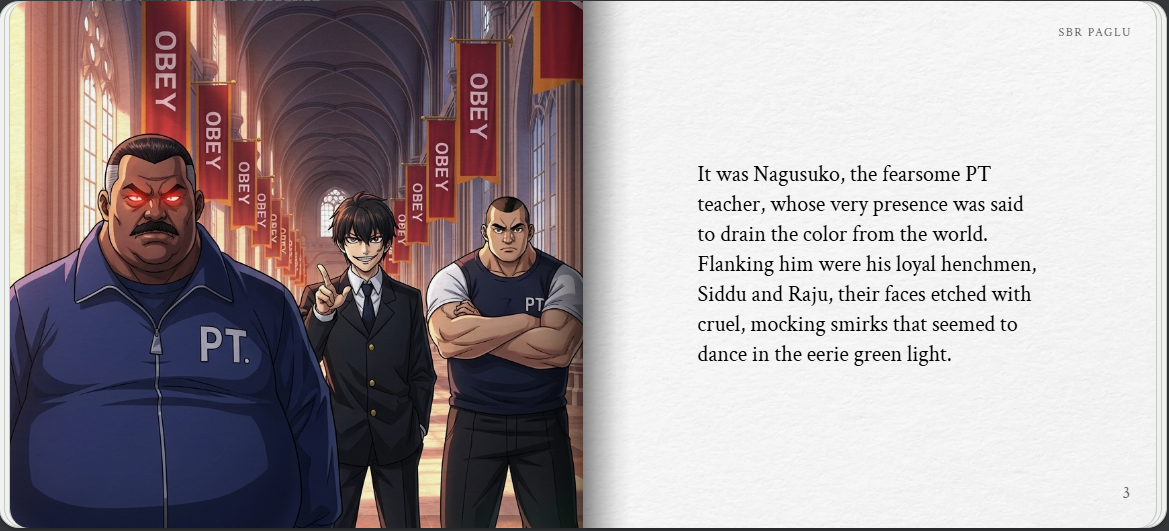 OBEY
OBEY
OBEY
OBEY
OBEY
OBEY
OBEY
OBEY
OBEY
PT.
PT
SBR PAGLU
It was Nagusuko, the fearsome PT
teacher, whose very presence was said
to drain the color from the world.
Flanking him were his loyal henchmen,
Siddu and Raju, their faces etched with
cruel, mocking smirks that seemed to
dance in the eerie green light.
3